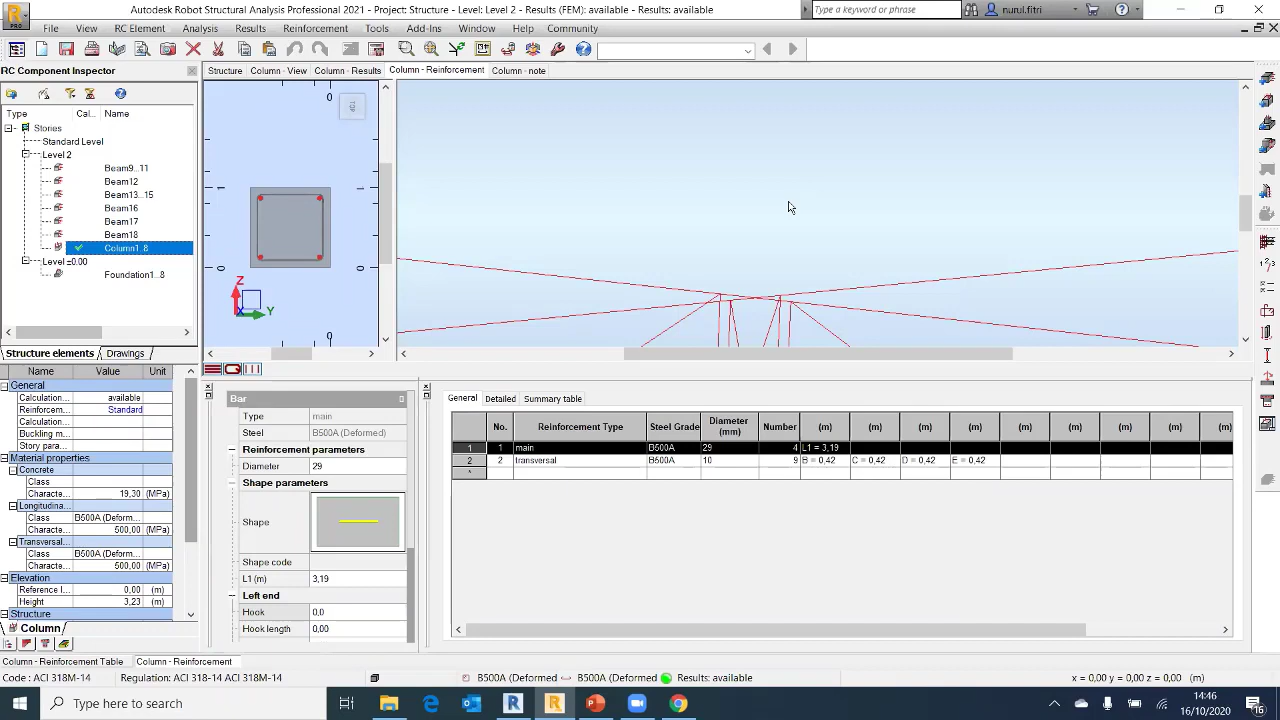 Autodesk Robot Structural Analysis Professional 2021 - Project: Structure - Level: Level 2 - Results (FEM): available - Results: available
Type a keyword or phrase
nurul.fitri
PRO
File Edit View RC Element Analysis Results Reinforcement Tools Add-Ins Window Help Community
RC Component Inspector
Structure Column - View Column - Results Column - Reinforcement Column - note
Type Cal... Name
Stories
Standard Level
Level 2
Beam9...11
Beam12
Beam13...15
Beam16
Beam17
Beam18
Column1..8
Level ±0.00
Foundation1..8
Structure elements Drawings
0
TOP
1 1
0 0
Z
X Y
0
Name Value Unit
General
Calculation... available
Reinforcem... Standard
Calculation...
Buckling m...
Story para...
Material properties
Concrete
Class
Characte... 19,30 (MPa)
Longitudina...
Class B500A (Deform...
Characte... 500,00 (MPa)
Transversal...
Class B500A (Deform...
Characte... 500,00 (MPa)
Elevation
Reference l... 0,00 (m)
Height 3,23 (m)
Structure
Column
Bar
Type main
Steel B500A (Deformed)
Reinforcement parameters
Diameter 29
Shape parameters
Shape
Shape code
L1 (m) 3,19
Left end
Hook 0,0
Hook length 0,00
General Detailed Summary table
No. Reinforcement Type Steel Grade Diameter (mm) Number (m) (m) (m) (m) (m) (m) (m) (m) (m)
1 1 main B500A 29 4 L1 = 3,19
2 2 transversal B500A 10 9 B = 0,42 C = 0,42 D = 0,42 E = 0,42
*
Column - Reinforcement Table Column - Reinforcement
Code : ACI 318M-14 Regulation: ACI 318-14 ACI 318M-14 B500A (Deformed B500A (Deformed Results: available x = 0,00 y = 0,00 z = 0,00 (m)
Type here to search
14:46
16/10/2020
16